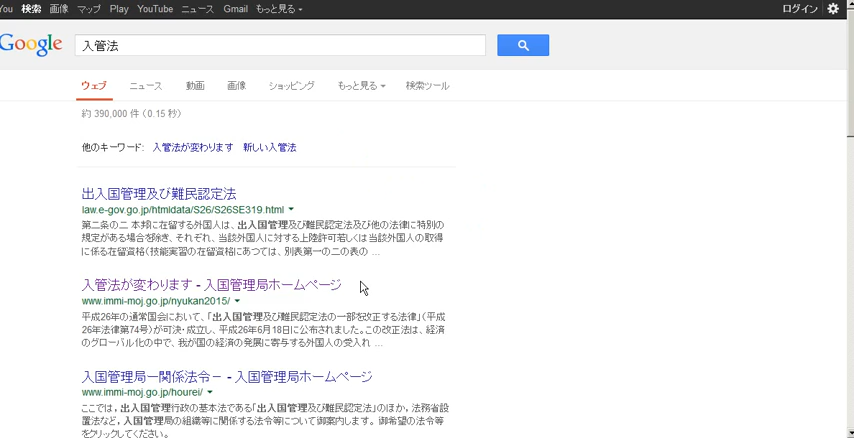 You 検索 画像 マップ Play YouTube ニュース Gmail もっと見る ログイン
Google 入管法
ウェブ ニュース 動画 画像 ショッピング もっと見る 検索ツール
約 390,000 件 (0.15 秒)
他のキーワード: 入管法が変わります 新しい入管法
出入国管理及び難民認定法
law.e-gov.go.jp/htmldata/S26/S26SE319.html
第二条の二 本邦に在留する外国人は、出入国管理及び難民認定法及び他の法律に特別の
規定がある場合を除き、それぞれ、当該外国人に対する上陸許可若しくは当該外国人の取得
に係る在留資格(技能実習の在留資格にあつては、別表第一の二の表の ...
入管法が変わります - 入国管理局ホームページ
www.immi-moj.go.jp/nyukan2015/
平成26年の通常国会において、「出入国管理及び難民認定法の一部を改正する法律」(平成
26年法律第74号)が可決・成立し、平成26年6月18日に公布されました。この改正法は、経済
のグローバル化の中で、我が国の経済の発展に寄与する外国人の受入れ ...
入国管理局ー関係法令－ - 入国管理局ホームページ
www.immi-moj.go.jp/hourei/
ここでは，出入国管理行政の基本法である「出入国管理及び難民認定法」のほか，法務省設
置法など，入国管理局の組織等に関係する法令等について御案内します。 御希望の法令等
をクリックしてください。